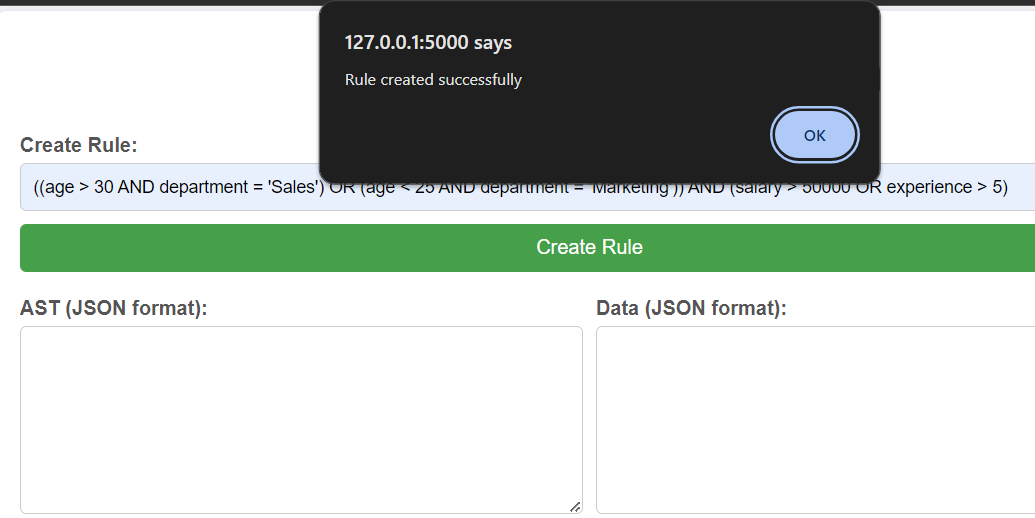 127.0.0.1:5000 says
Rule created successfully
OK
Create Rule:
((age > 30 AND department = 'Sales') OR (age < 25 AND department = 'Marketing')) AND (salary > 50000 OR experience > 5)
Create Rule
AST (JSON format):
Data (JSON format):